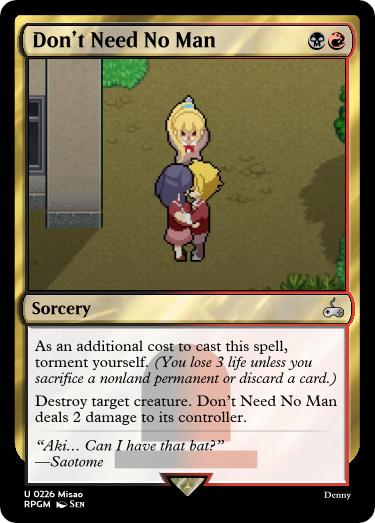 Don't Need No Man
Sorcery
As an additional cost to cast this spell,
torment yourself. (You lose 3 life unless you
sacrifice a nonland permanent or discard a card.)
Destroy target creature. Don't Need No Man
deals 2 damage to its controller.
“Aki… Can I have that bat?”
—Saotome
U 0226 Misao
RPGM SEN
Denny